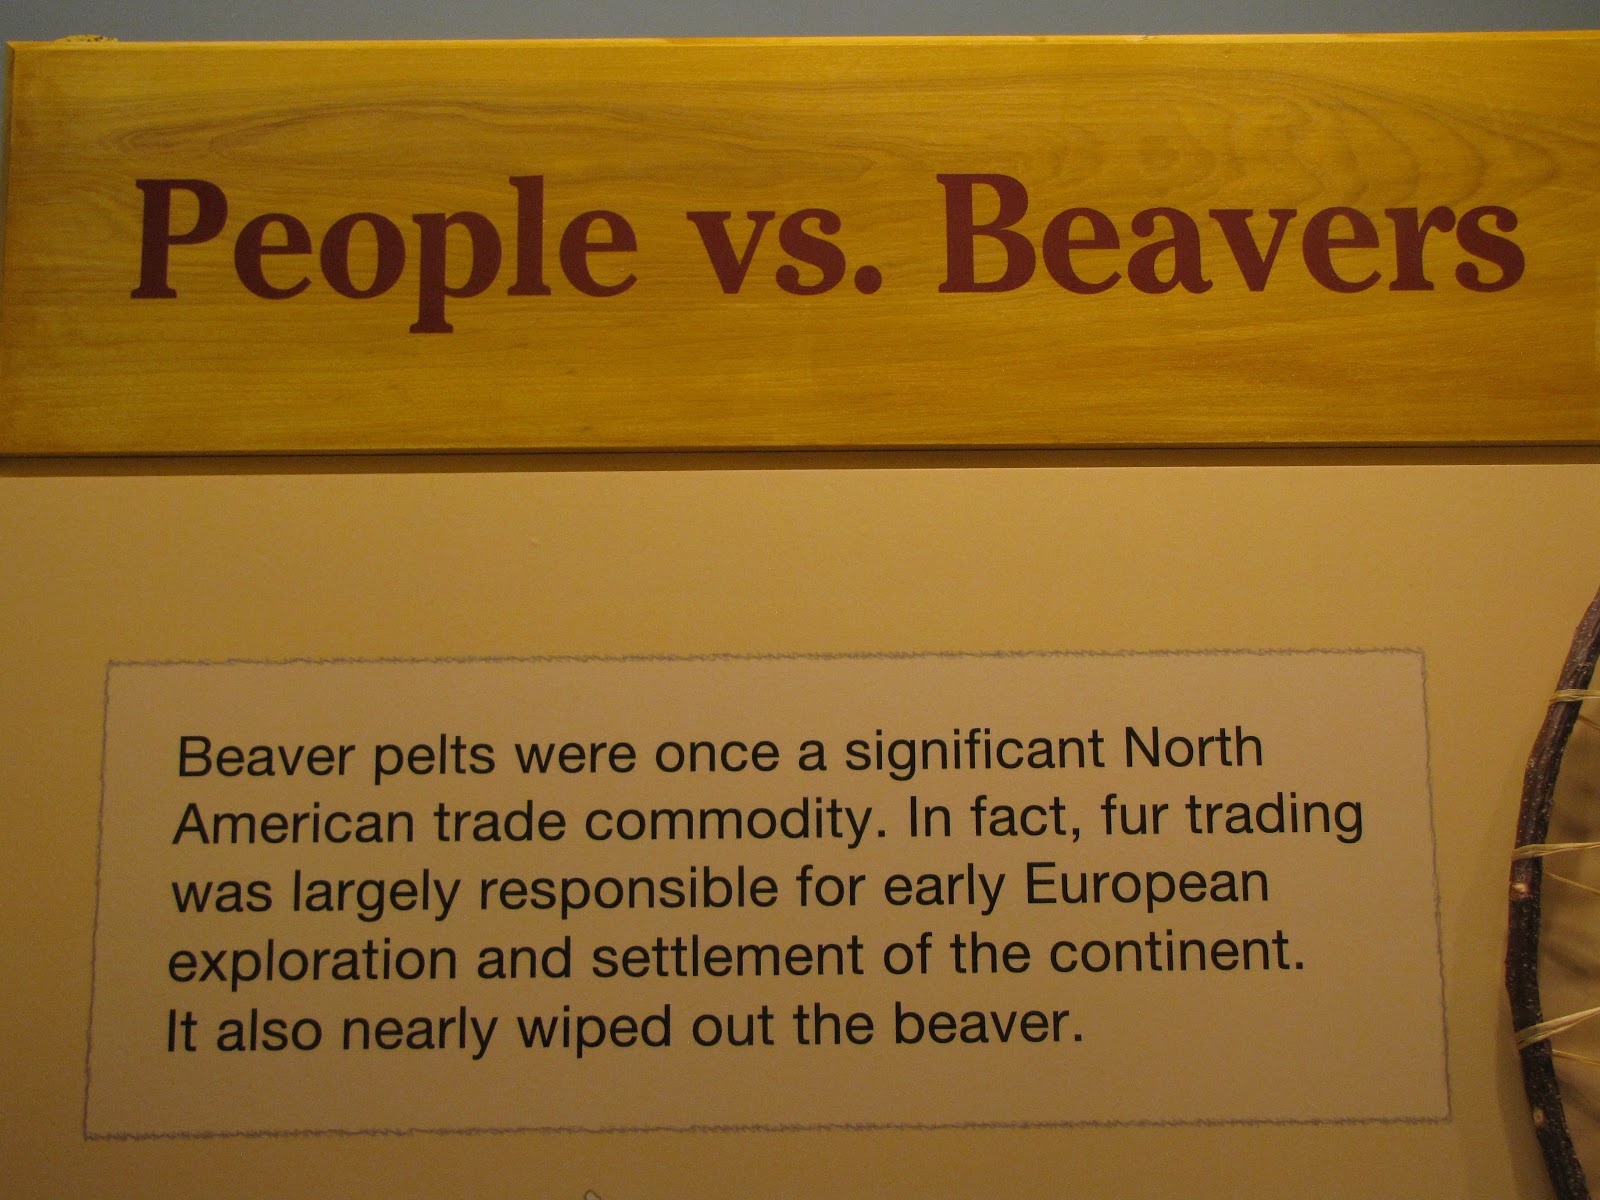 People vs. Beavers
Beaver pelts were once a significant North
American trade commodity. In fact, fur trading
was largely responsible for early European
exploration and settlement of the continent.
It also nearly wiped out the beaver.